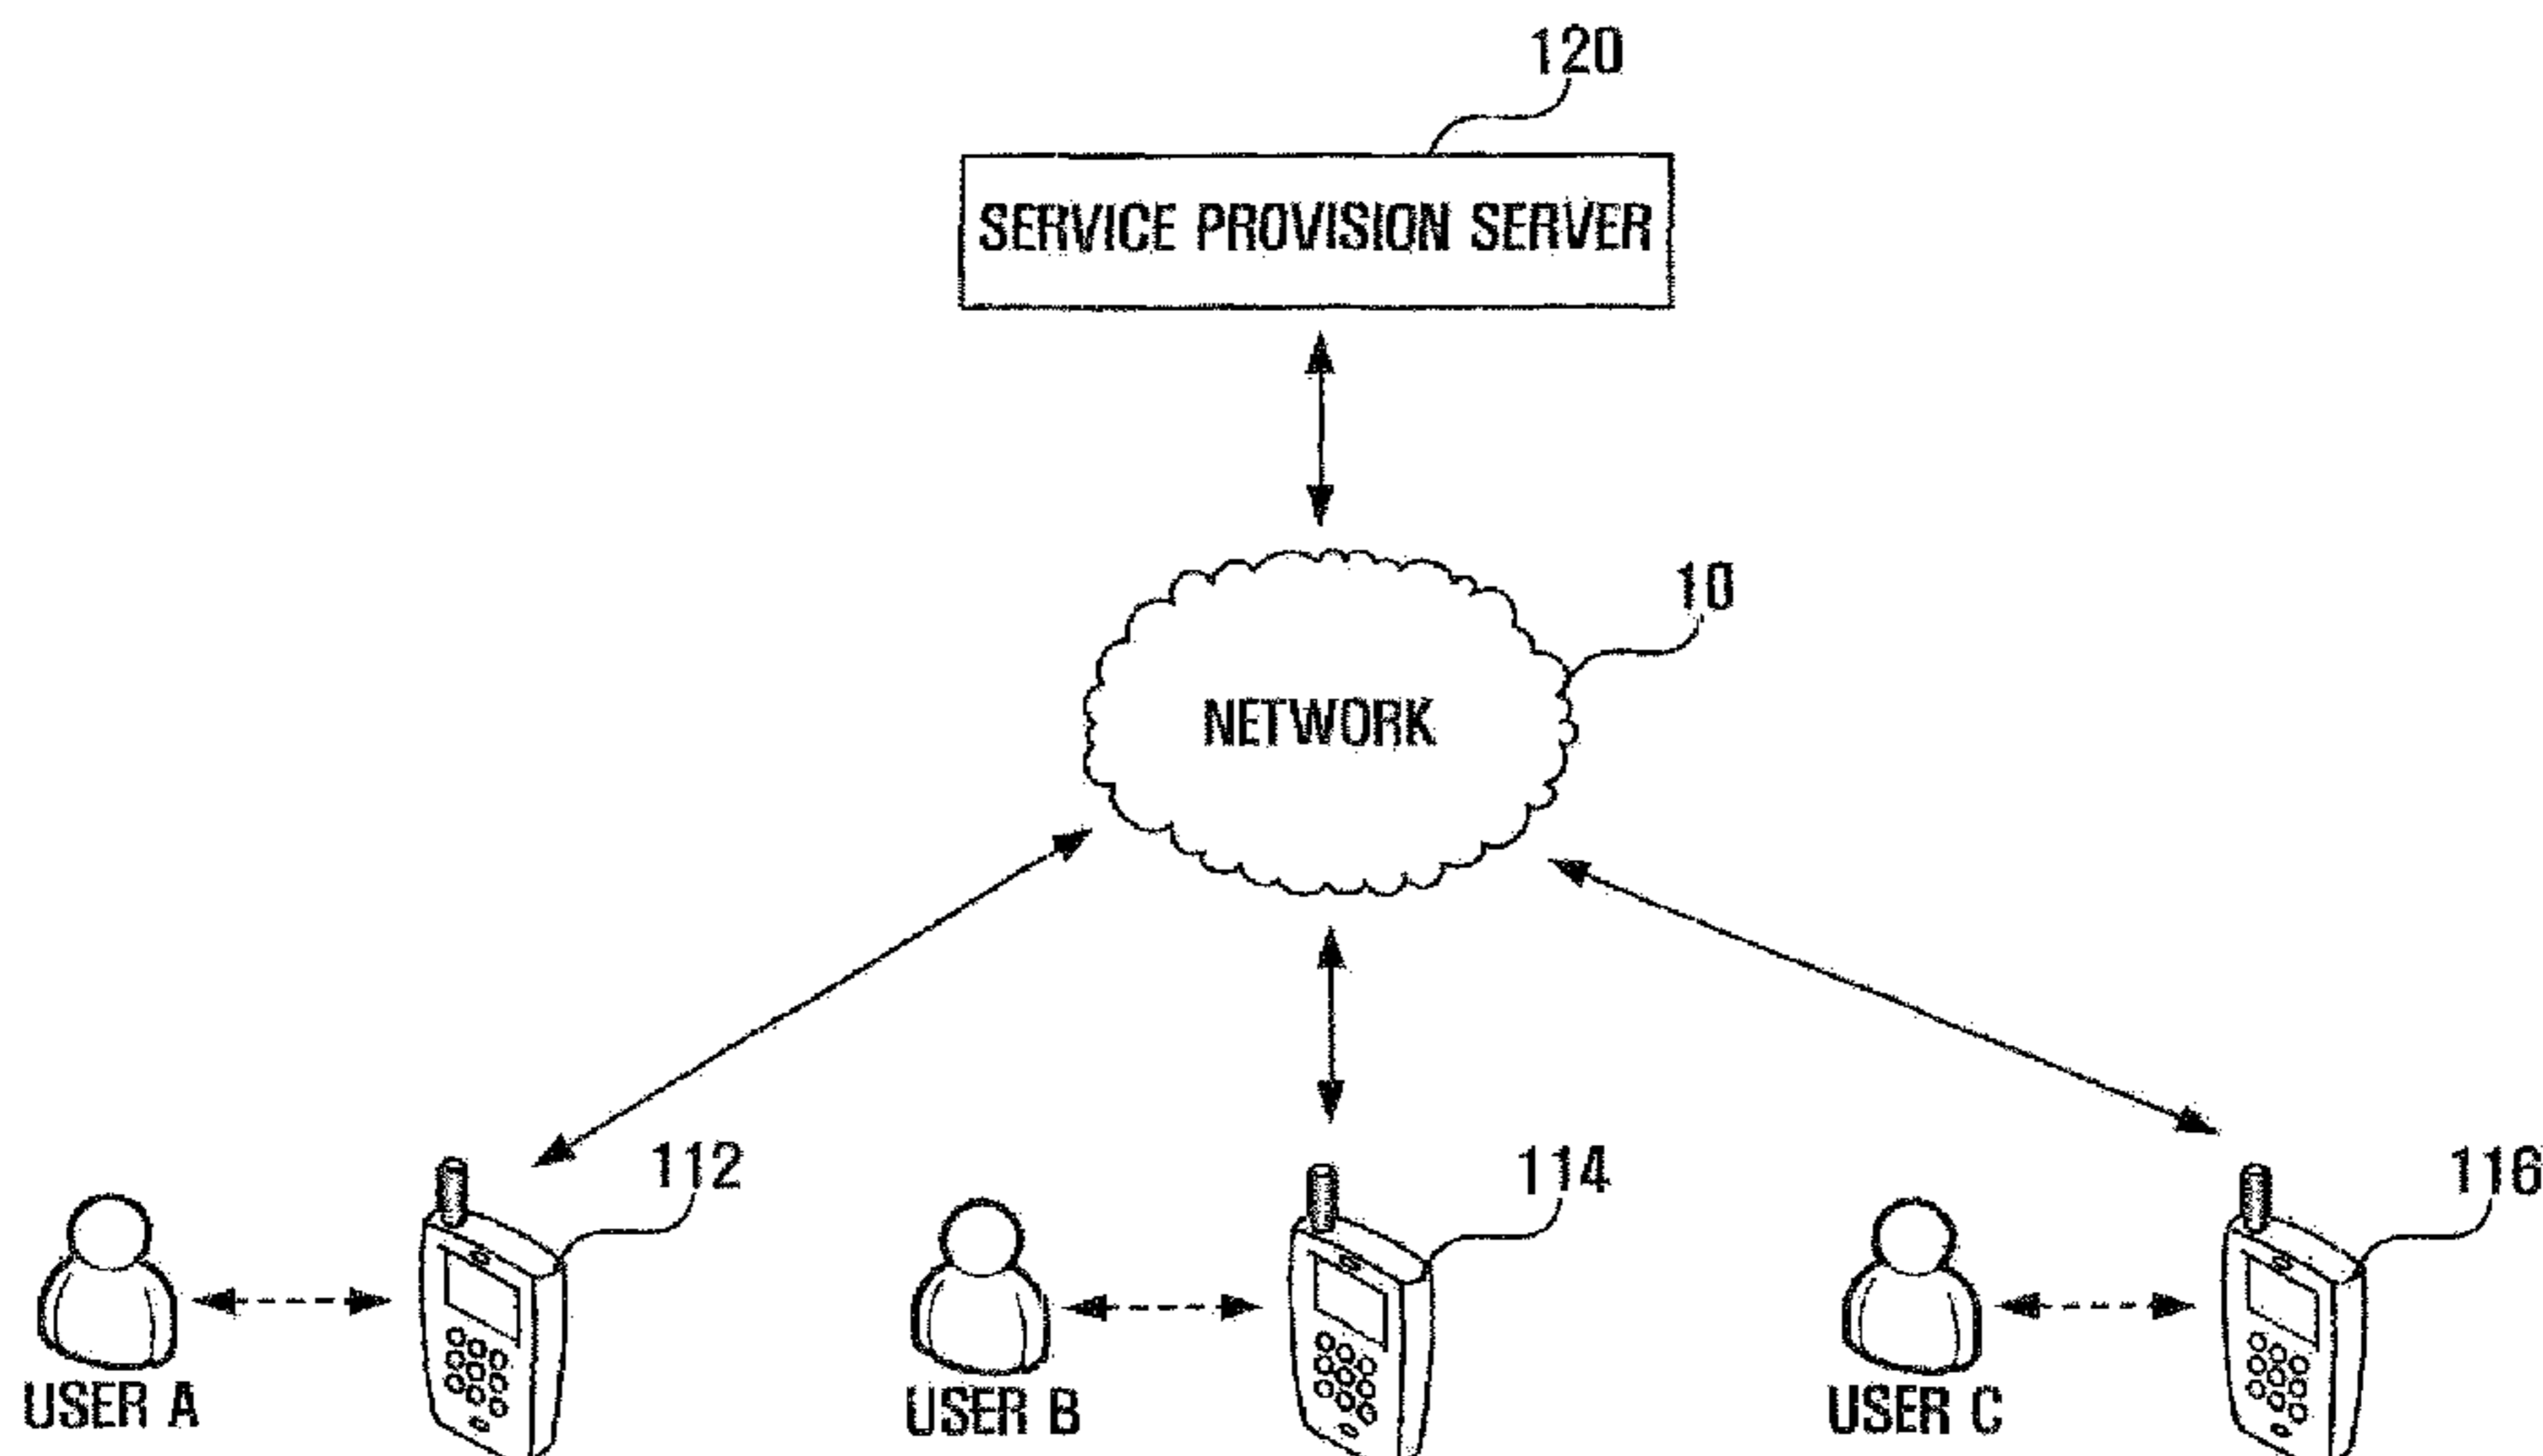 120
SERVICE PROVISION SERVER
10
NETWORK
112
114
116
USER A
USER B
USER C